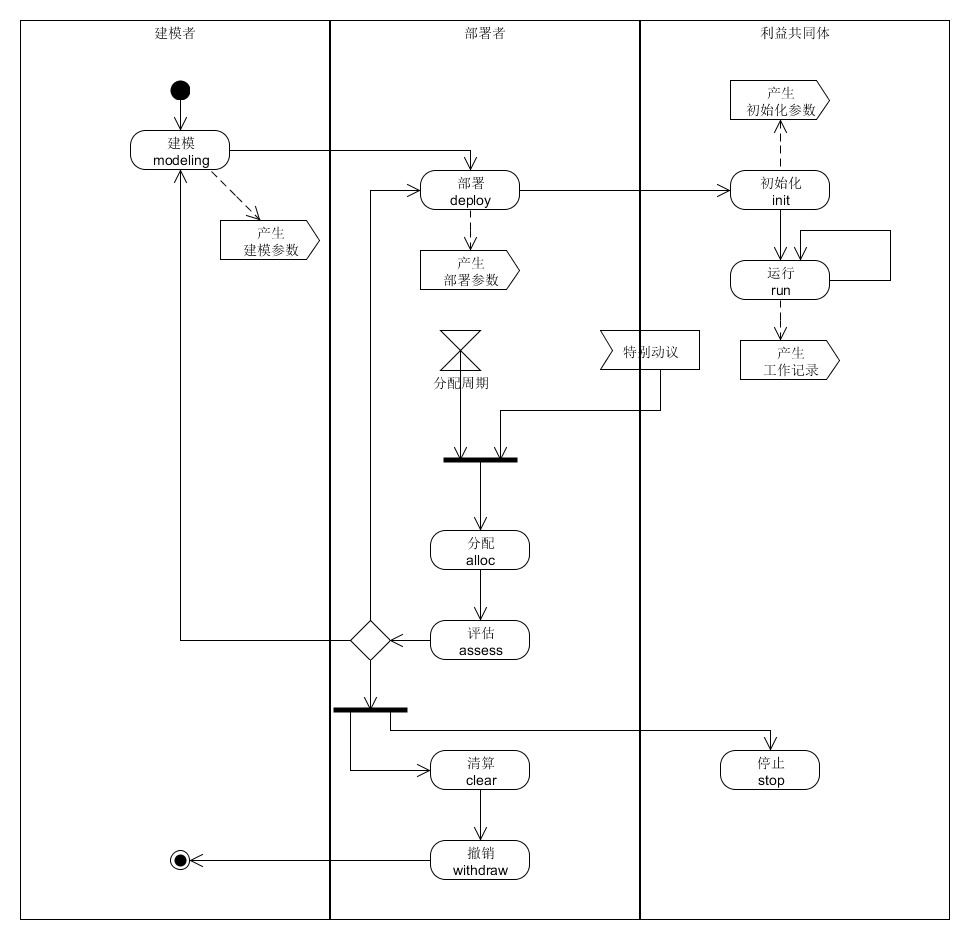 建模者
部署者
利益共同体
产生
初始化参数
建模
modeling
部署
deploy
初始化
init
产生
建模参数
产生
部署参数
运行
run
特别动议
产生
工作记录
分配周期
分配
alloc
评估
assess
清算
clear
停止
stop
撤销
withdraw